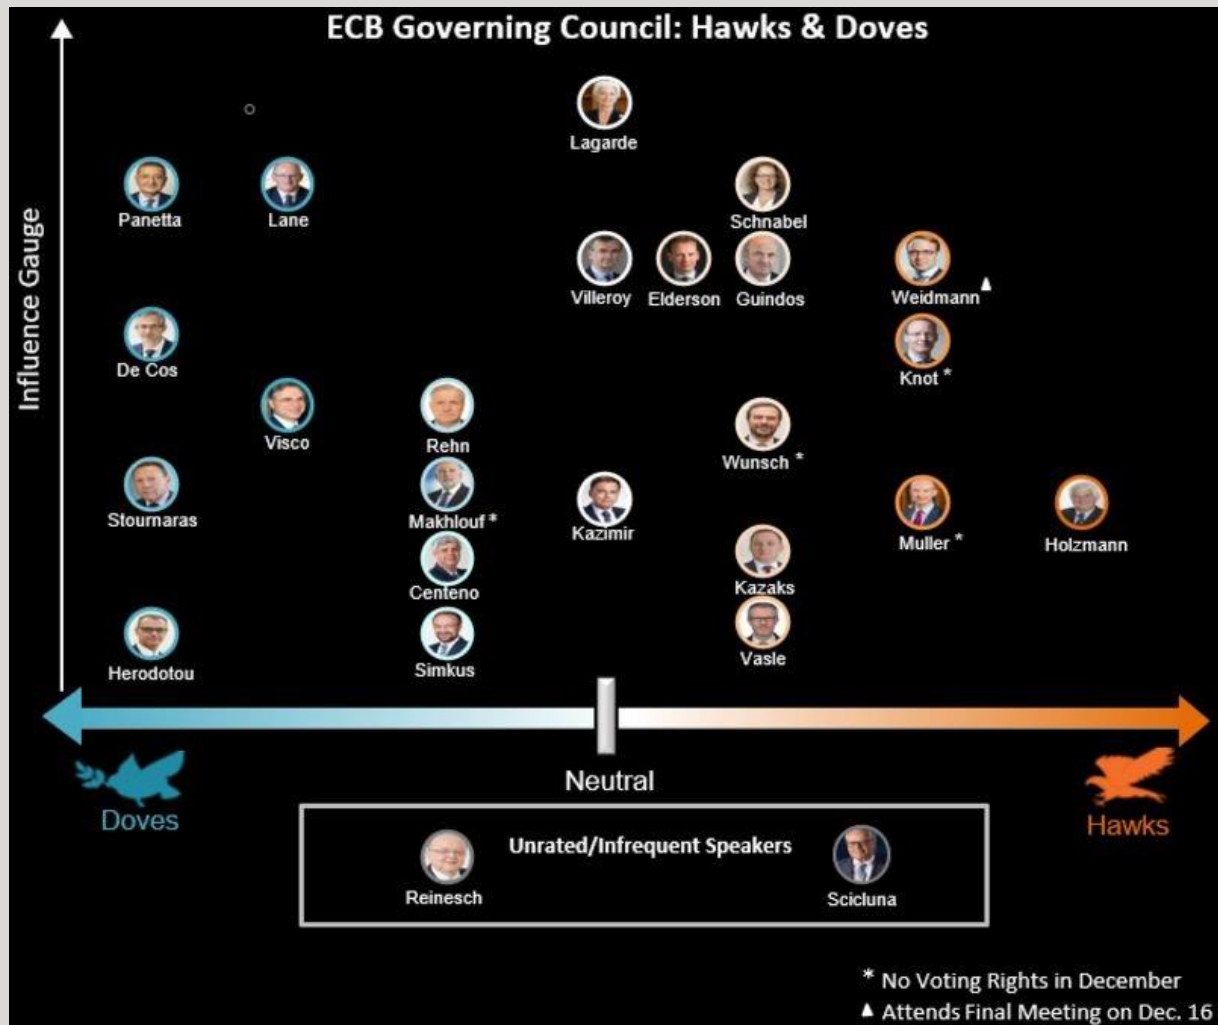 ECB Governing Council: Hawks & Doves
Influence Gauge
Lagarde
Panetta
Lane
Schnabel
Villeroy
Elderson
Guindos
Weidmann▲
De Cos
Knot *
Visco
Rehn
Wunsch *
Stournaras
Makhlouf *
Kazimir
Muller *
Holzmann
Centeno
Kazaks
Herodotou
Simkus
Vasle
Neutral
Doves
Hawks
Unrated/Infrequent Speakers
Reinesch
Scicluna
* No Voting Rights in December
▲ Attends Final Meeting on Dec. 16